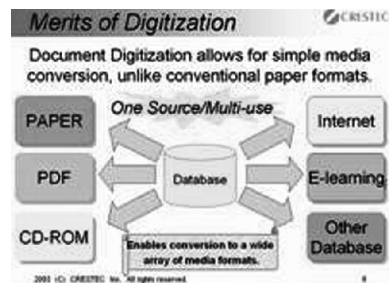 Merits of Digitization
CRESTEC
Document Digitization allows for simple media
conversion, unlike conventional paper formats.
One Source/Multi-use
PAPER
Internet
PDF
Database
E-learning
CD-ROM
Other
Database
Enables conversion to a wide
array of media formats.
2003 (C) CRESTEC Inc. All rights reserved.